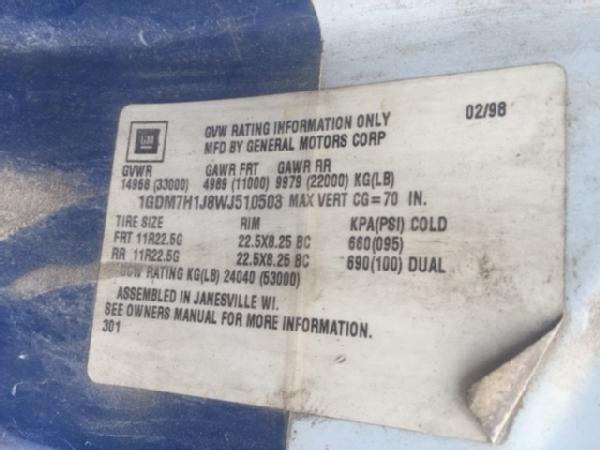 GM
GVW RATING INFORMATION ONLY 02/98
MFD BY GENERAL MOTORS CORP
GVWR GAWR FRT GAWR RR
14968 (33000) 4989 (11000) 9979 (22000) KG(LB)
1GDM7H1J8WJ510503 MAX VERT CG=70 IN.
TIRE SIZE RIM KPA(PSI) COLD
FRT 11R22.5G 22.5X8.25 BC 660(095)
RR 11R22.5G 22.5X8.25 BC 690(100) DUAL
GCW RATING KG(LB) 24040 (53000)
ASSEMBLED IN JANESVILLE WI.
SEE OWNERS MANUAL FOR MORE INFORMATION.
301